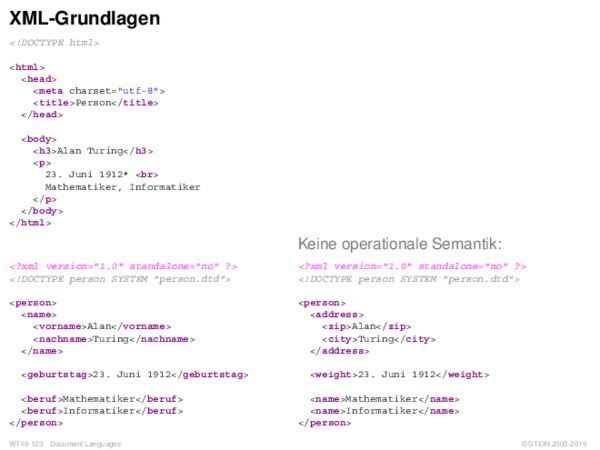 XML-Grundlagen
<!DOCTYPE html>
<html>
<head>
<meta charset="utf-8">
<title>Person</title>
</head>
<body>
<h3>Alan Turing</h3>
<p>
23. Juni 1912* <br>
Mathematiker, Informatiker
</p>
</body>
</html>
<?xml version="1.0" standalone="no" ?>
<!DOCTYPE person SYSTEM "person.dtd">
<person>
<name>
<vorname>Alan</vorname>
<nachname>Turing</nachname>
</name>
<geburtstag>23. Juni 1912</geburtstag>
<beruf>Mathematiker</beruf>
<beruf>Informatiker</beruf>
</person>
Keine operationale Semantik:
<?xml version="1.0" standalone="no" ?>
<!DOCTYPE person SYSTEM "person.dtd">
<person>
<address>
<zip>Alan</zip>
<city>Turing</city>
</address>
<weight>23. Juni 1912</weight>
<name>Mathematiker</name>
<name>Informatiker</name>
</person>
WT:III-123 Document Languages
© STEIN 2005-2019